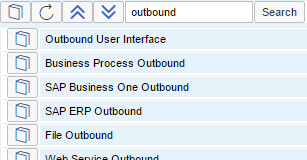 outbound Search
Outbound User Interface
Business Process Outbound
SAP Business One Outbound
SAP ERP Outbound
File Outbound
Web Service Outbound